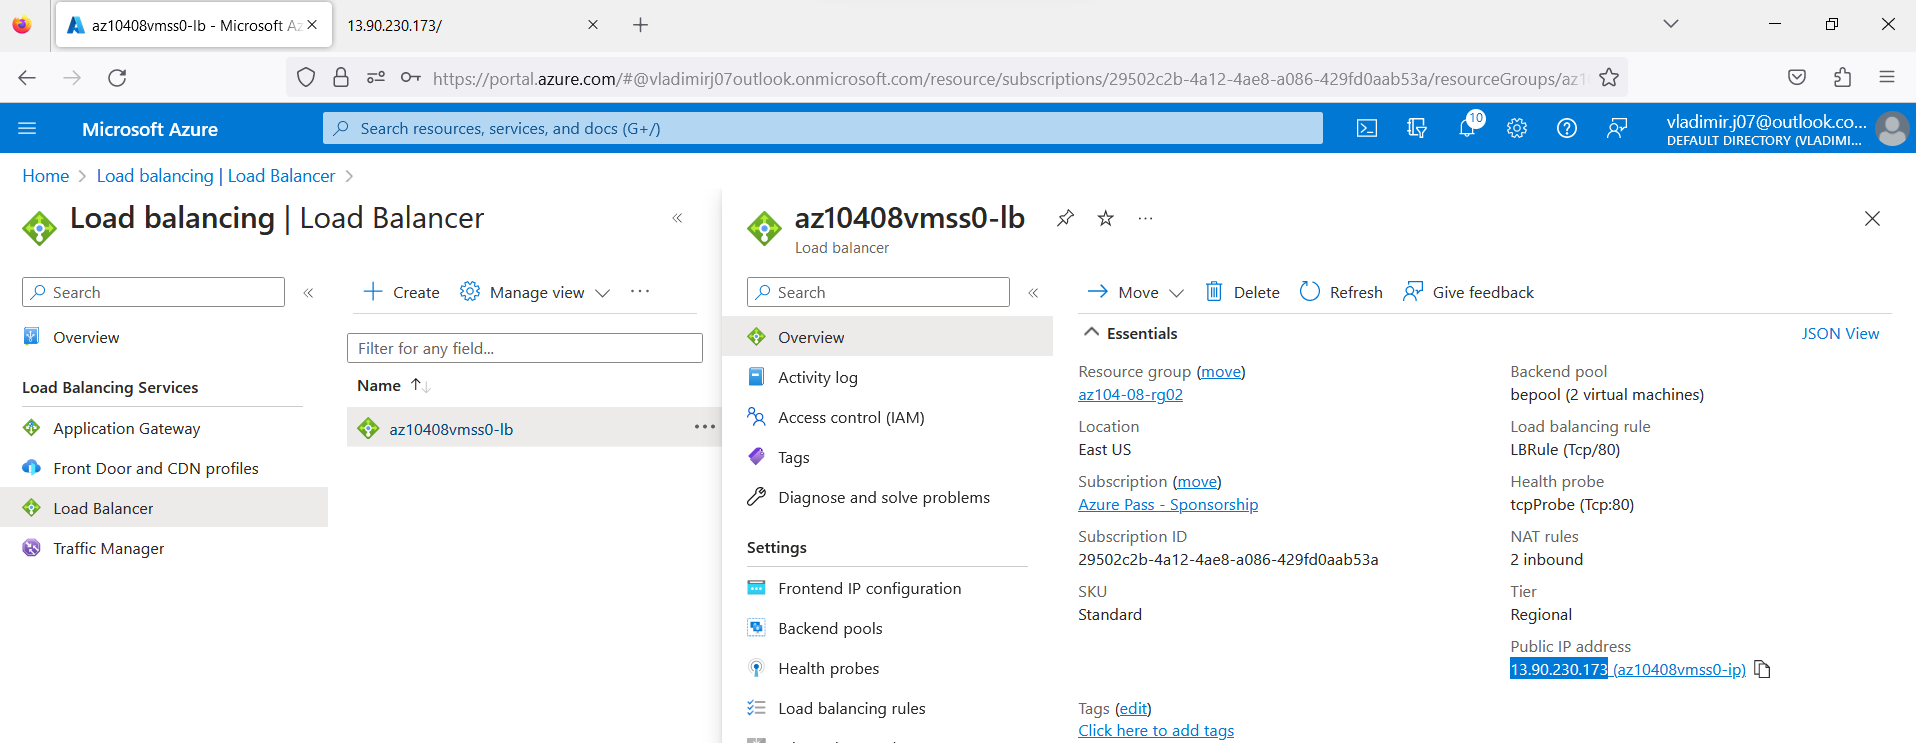 az10408vmss0-lb - Microsoft Az
13.90.230.173/
https://portal.azure.com/#@vladimirj07outlook.onmicrosoft.com/resource/subscriptions/29502c2b-4a12-4ae8-a086-429fd0aab53a/resourceGroups/az1
Microsoft Azure
Search resources, services, and docs (G+/)
10
vladimir.j07@outlook.co...
DEFAULT DIRECTORY (VLADIMI...
Home > Load balancing | Load Balancer >
Load balancing | Load Balancer
«
Search
«
Overview
Load Balancing Services
Application Gateway
Front Door and CDN profiles
Load Balancer
Traffic Manager
Create
Manage view
...
Filter for any field...
Name ↑↓
az10408vmss0-lb
...
az10408vmss0-lb
...
Load balancer
Search
«
Overview
Activity log
Access control (IAM)
Tags
Diagnose and solve problems
Settings
Frontend IP configuration
Backend pools
Health probes
Load balancing rules
Move
Delete
Refresh
Give feedback
Essentials
JSON View
Resource group (move)
az104-08-rg02
Location
East US
Subscription (move)
Azure Pass - Sponsorship
Subscription ID
29502c2b-4a12-4ae8-a086-429fd0aab53a
SKU
Standard
Backend pool
bepool (2 virtual machines)
Load balancing rule
LBRule (Tcp/80)
Health probe
tcpProbe (Tcp:80)
NAT rules
2 inbound
Tier
Regional
Public IP address
13.90.230.173 (az10408vmss0-ip)
Tags (edit)
Click here to add tags